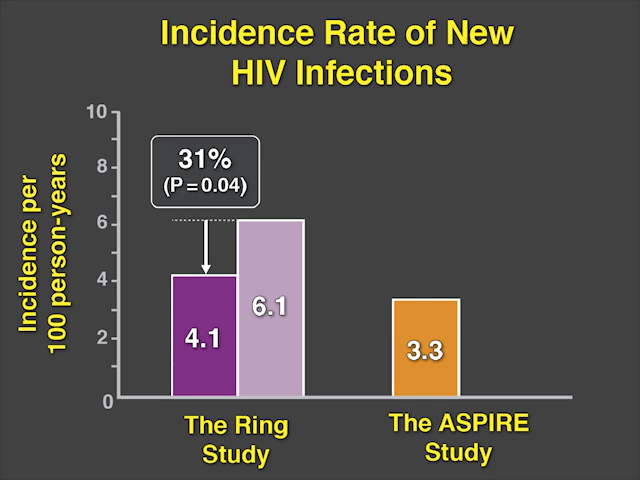 Incidence Rate of New
HIV Infections
Incidence per
100 person-years
10
8
6
4
2
0
31%
(P = 0.04)
4.1
6.1
3.3
The Ring
Study
The ASPIRE
Study